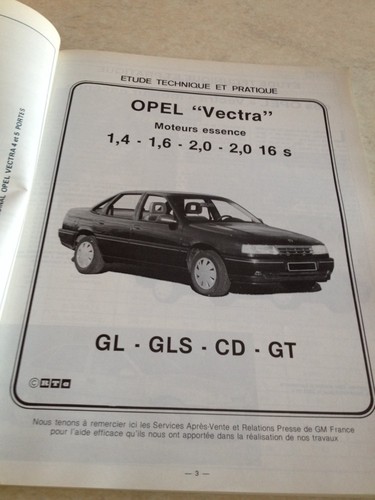 ETUDE TECHNIQUE ET PRATIQUE
OPEL "Vectra"
Moteurs essence
1,4 - 1,6 - 2,0 - 2,0 16 s
GL - GLS - CD - GT
© RTa
Nous tenons à remercier ici les Services Après-Vente et Relations Presse de GM France
pour l'aide efficace qu'ils nous ont apportée dans la réalisation de nos travaux
— 3 —
OPEL VECTRA 4 et 5 PORTES